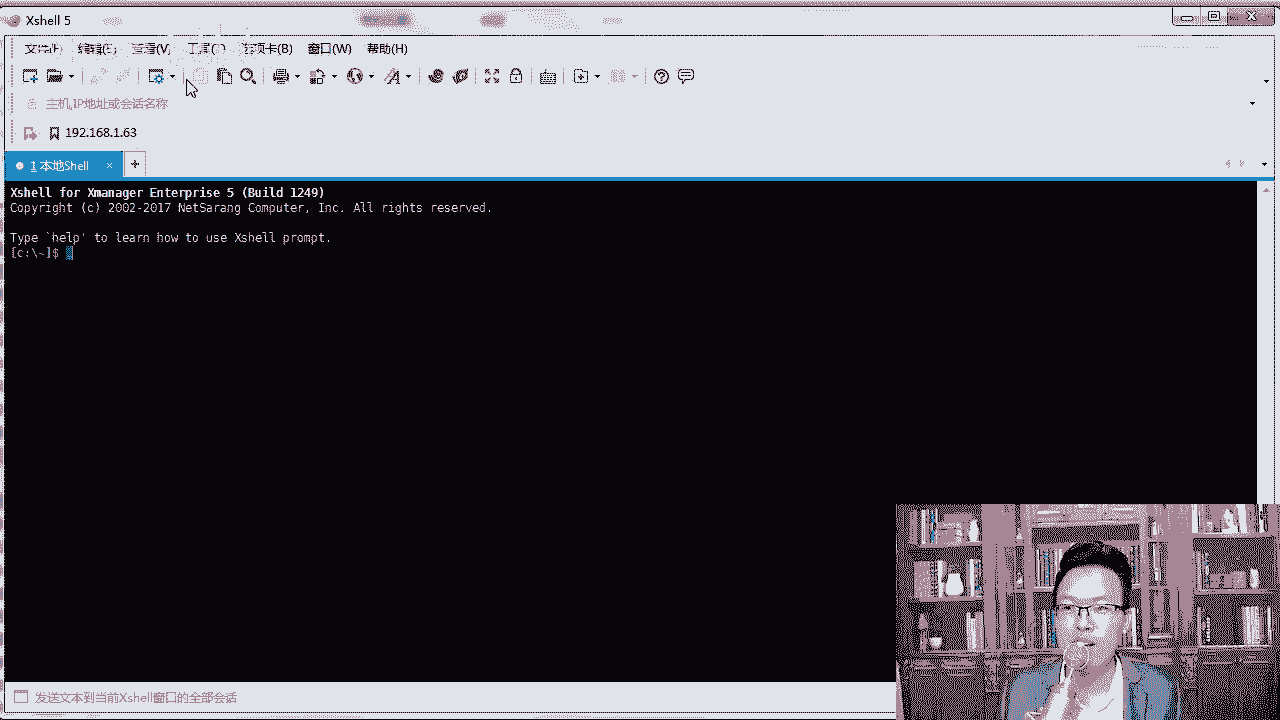 Xshell 5
文件(F) 编辑(E) 查看(V) 工具(T) 选项卡(B) 窗口(W) 帮助(H)
主机,IP地址或会话名称
192.168.1.63
1 本地Shell × +
Xshell for Xmanager Enterprise 5 (Build 1249)
Copyright (c) 2002-2017 NetSarang Computer, Inc. All rights reserved.
Type `help' to learn how to use Xshell prompt.
[c:\~]$
发送文本到当前Xshell窗口的全部会话